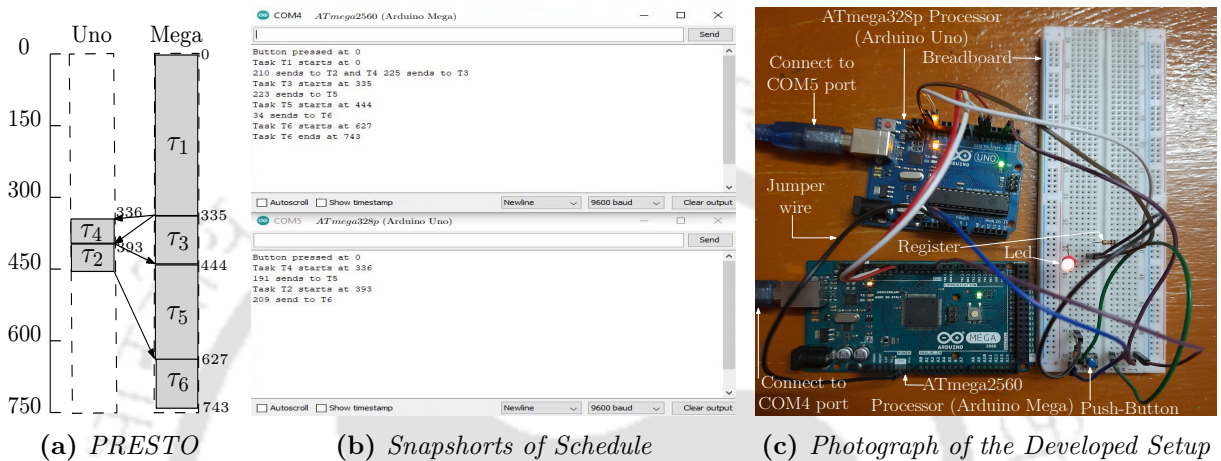 Uno Mega
0
150
300
450
600
750
0
τ1
336
335
τ4
τ3
393
τ2
444
τ5
627
τ6
743
(a) PRESTO
COM4 ATmega2560 (Arduino Mega)
Send
Button pressed at 0
Task T1 starts at 0
210 sends to T2 and T4 225 sends to T3
Task T3 starts at 335
223 sends to T5
Task T5 starts at 444
34 sends to T6
Task T6 starts at 627
Task T6 ends at 743
Autoscroll Show timestamp Newline 9600 baud Clear output
COM5 ATmega328p (Arduino Uno)
Send
Button pressed at 0
Task T4 starts at 336
191 sends to T5
Task T2 starts at 393
209 send to T6
Autoscroll Show timestamp Newline 9600 baud Clear output
(b) Snapshorts of Schedule
ATmega328p Processor
(Arduino Uno)
Breadboard
Connect to
COM5 port
UNO
ARDUINO
Jumper
wire
Register
Led
MEGA
ARDUINO
Connect to
COM4 port
ATmega2560
Processor (Arduino Mega)
Push-Button
(c) Photograph of the Developed Setup